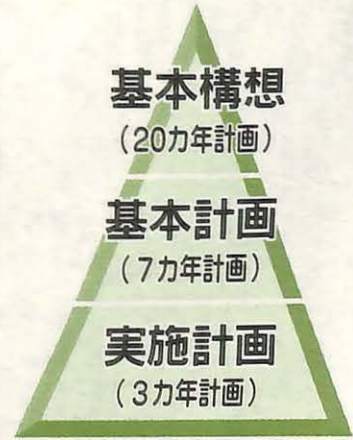 基本構想
（20カ年計画）
基本計画
（7カ年計画）
実施計画
（3カ年計画）